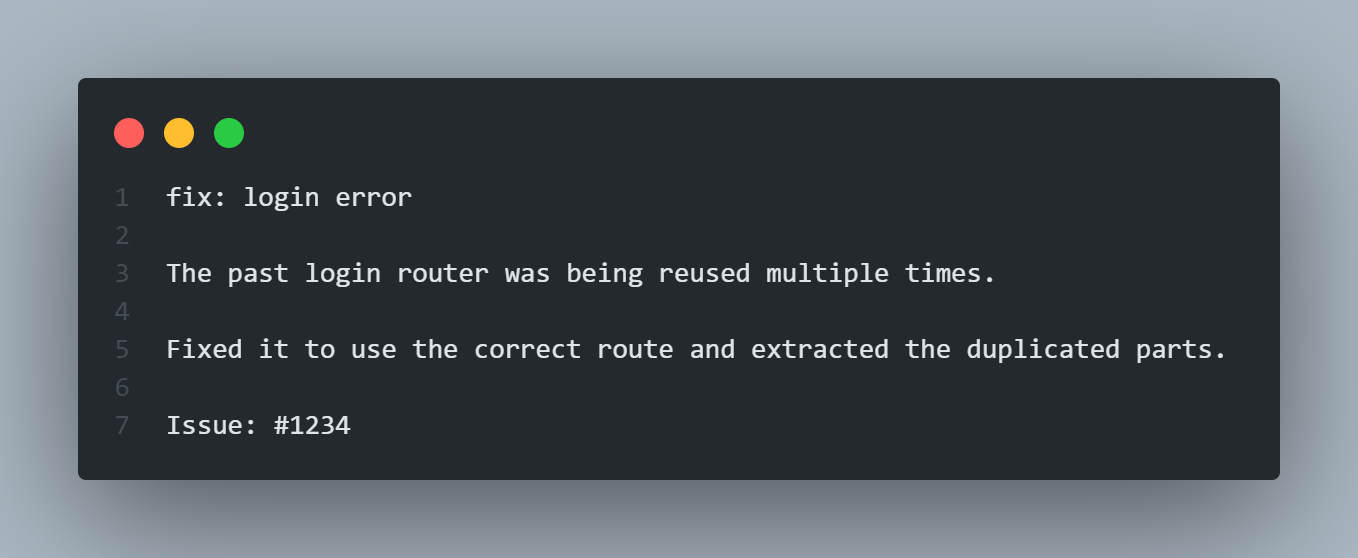 1 fix: login error
2
3 The past login router was being reused multiple times.
4
5 Fixed it to use the correct route and extracted the duplicated parts.
6
7 Issue: #1234